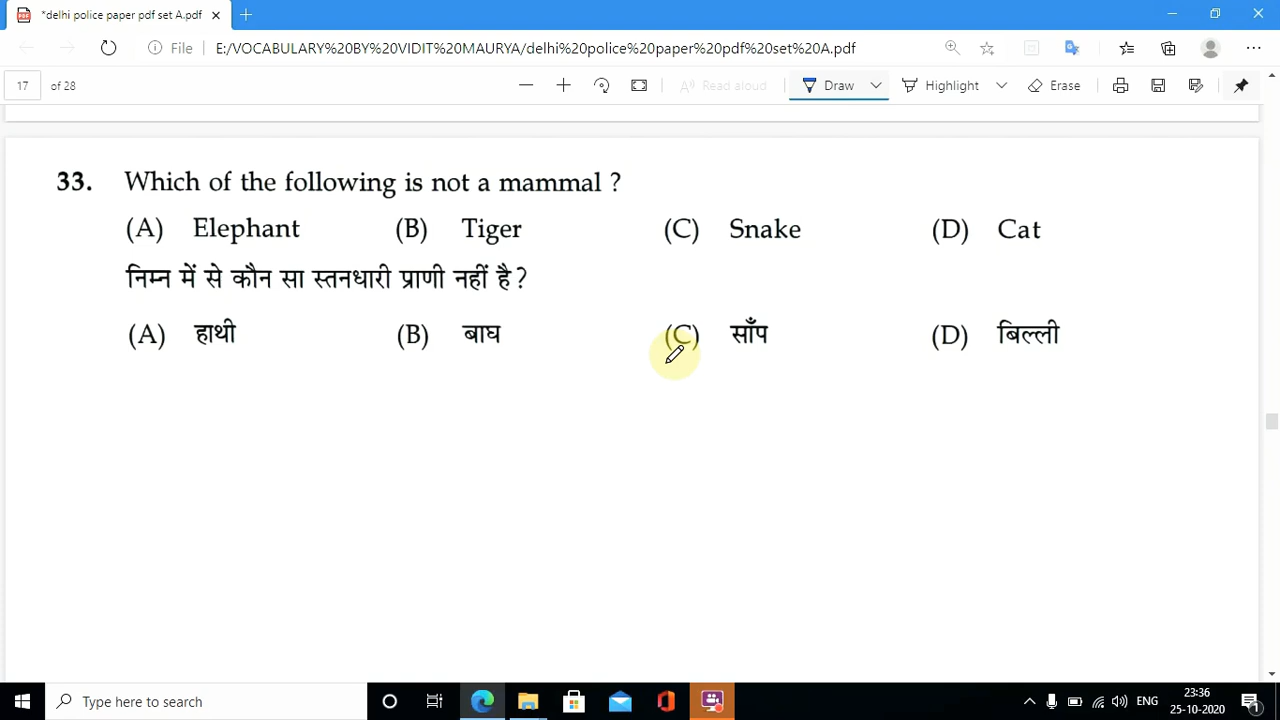 *delhi police paper pdf set A.pdf
File E:/VOCABULARY%20BY%20VIDIT%20MAURYA/delhi%20police%20paper%20pdf%20set%20A.pdf
17 of 28 Read aloud Draw Highlight Erase
33. Which of the following is not a mammal ?
(A) Elephant (B) Tiger (C) Snake (D) Cat
निम्न में से कौन सा स्तनधारी प्राणी नहीं है ?
(A) हाथी (B) बाघ (C) साँप (D) बिल्ली
Type here to search ENG 23:36
25-10-2020